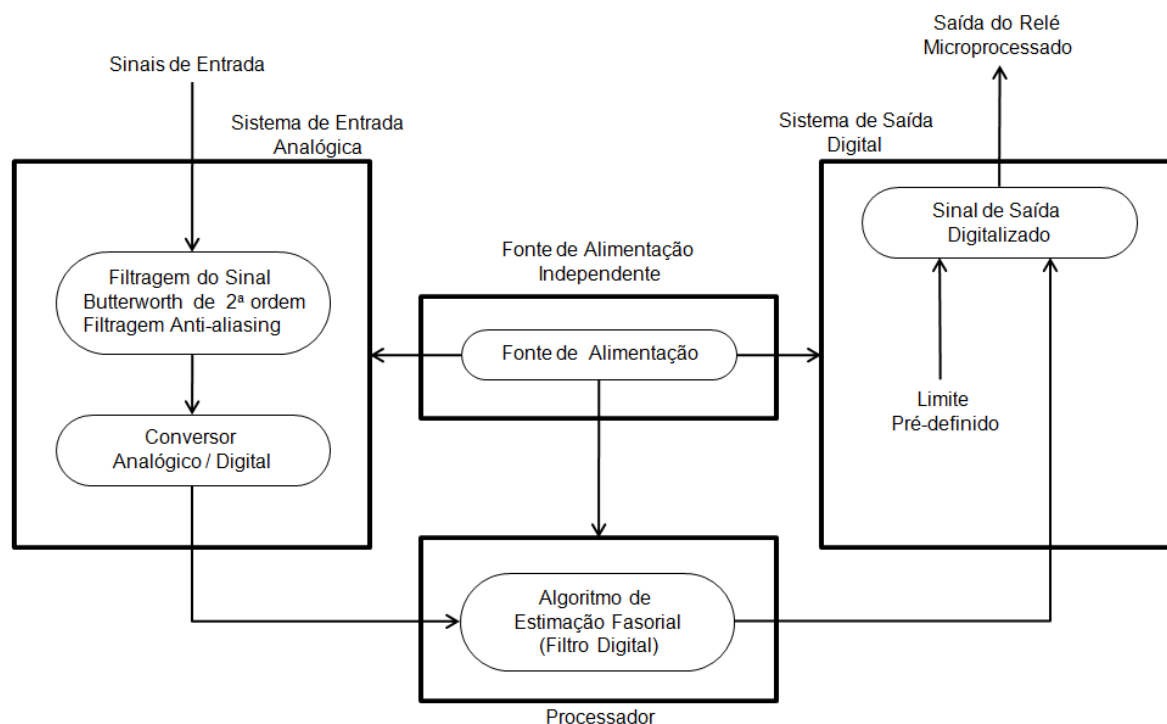 Saída do Relé
Microprocessado
Sinais de Entrada
Sistema de Entrada
Analógica
Sistema de Saída
Digital
Sinal de Saída
Digitalizado
Fonte de Alimentação
Independente
Filtragem do Sinal
Butterworth de 2ª ordem
Filtragem Anti-aliasing
Fonte de Alimentação
Limite
Pré-definido
Conversor
Analógico / Digital
Algoritmo de
Estimação Fasorial
(Filtro Digital)
Processador